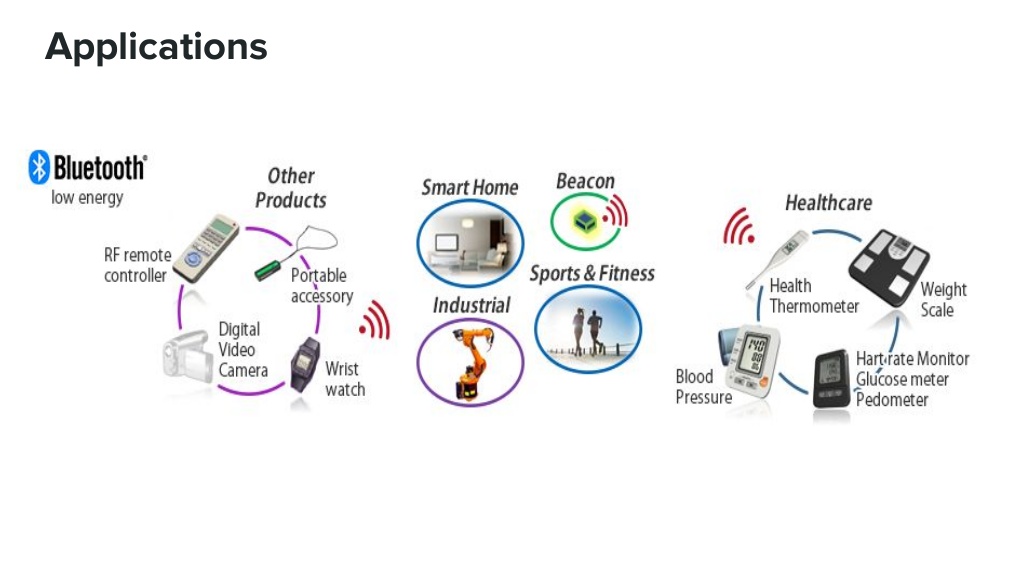 Applications
Bluetooth®
low energy
Other
Products
RF remote
controller
Portable
accessory
Digital
Video
Camera
Wrist
watch
Smart Home
Beacon
Industrial
Sports & Fitness
Healthcare
Health
Thermometer
Weight
Scale
Blood
Pressure
Hart rate Monitor
Glucose meter
Pedometer